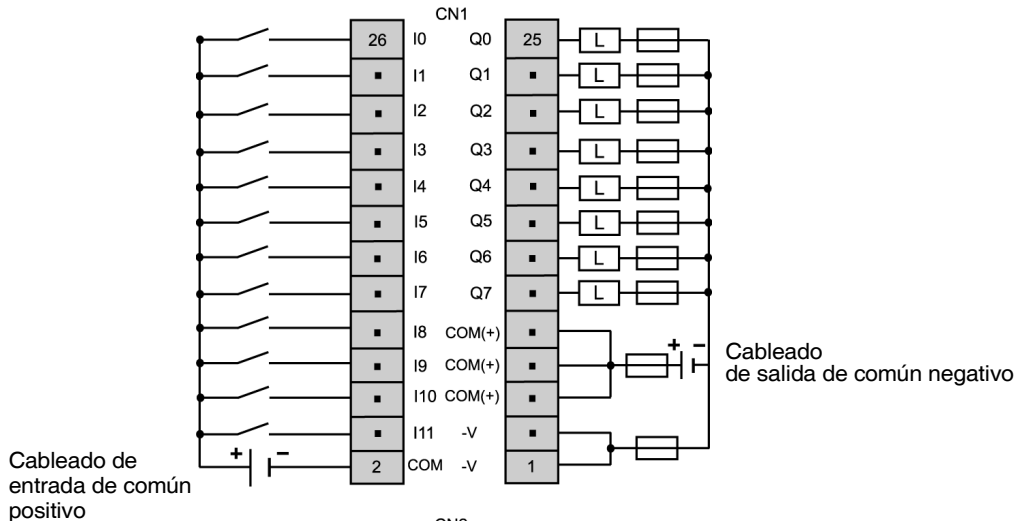 CN1
26 I0 Q0 25 L
I1 Q1 L
I2 Q2 L
I3 Q3 L
I4 Q4 L
I5 Q5 L
I6 Q6 L
I7 Q7 L
I8 COM(+)
+ −
I9 COM(+)
I10 COM(+)
Cableado
de salida de común negativo
I11 -V
+ −
2 COM -V 1
Cableado de
entrada de común
positivo